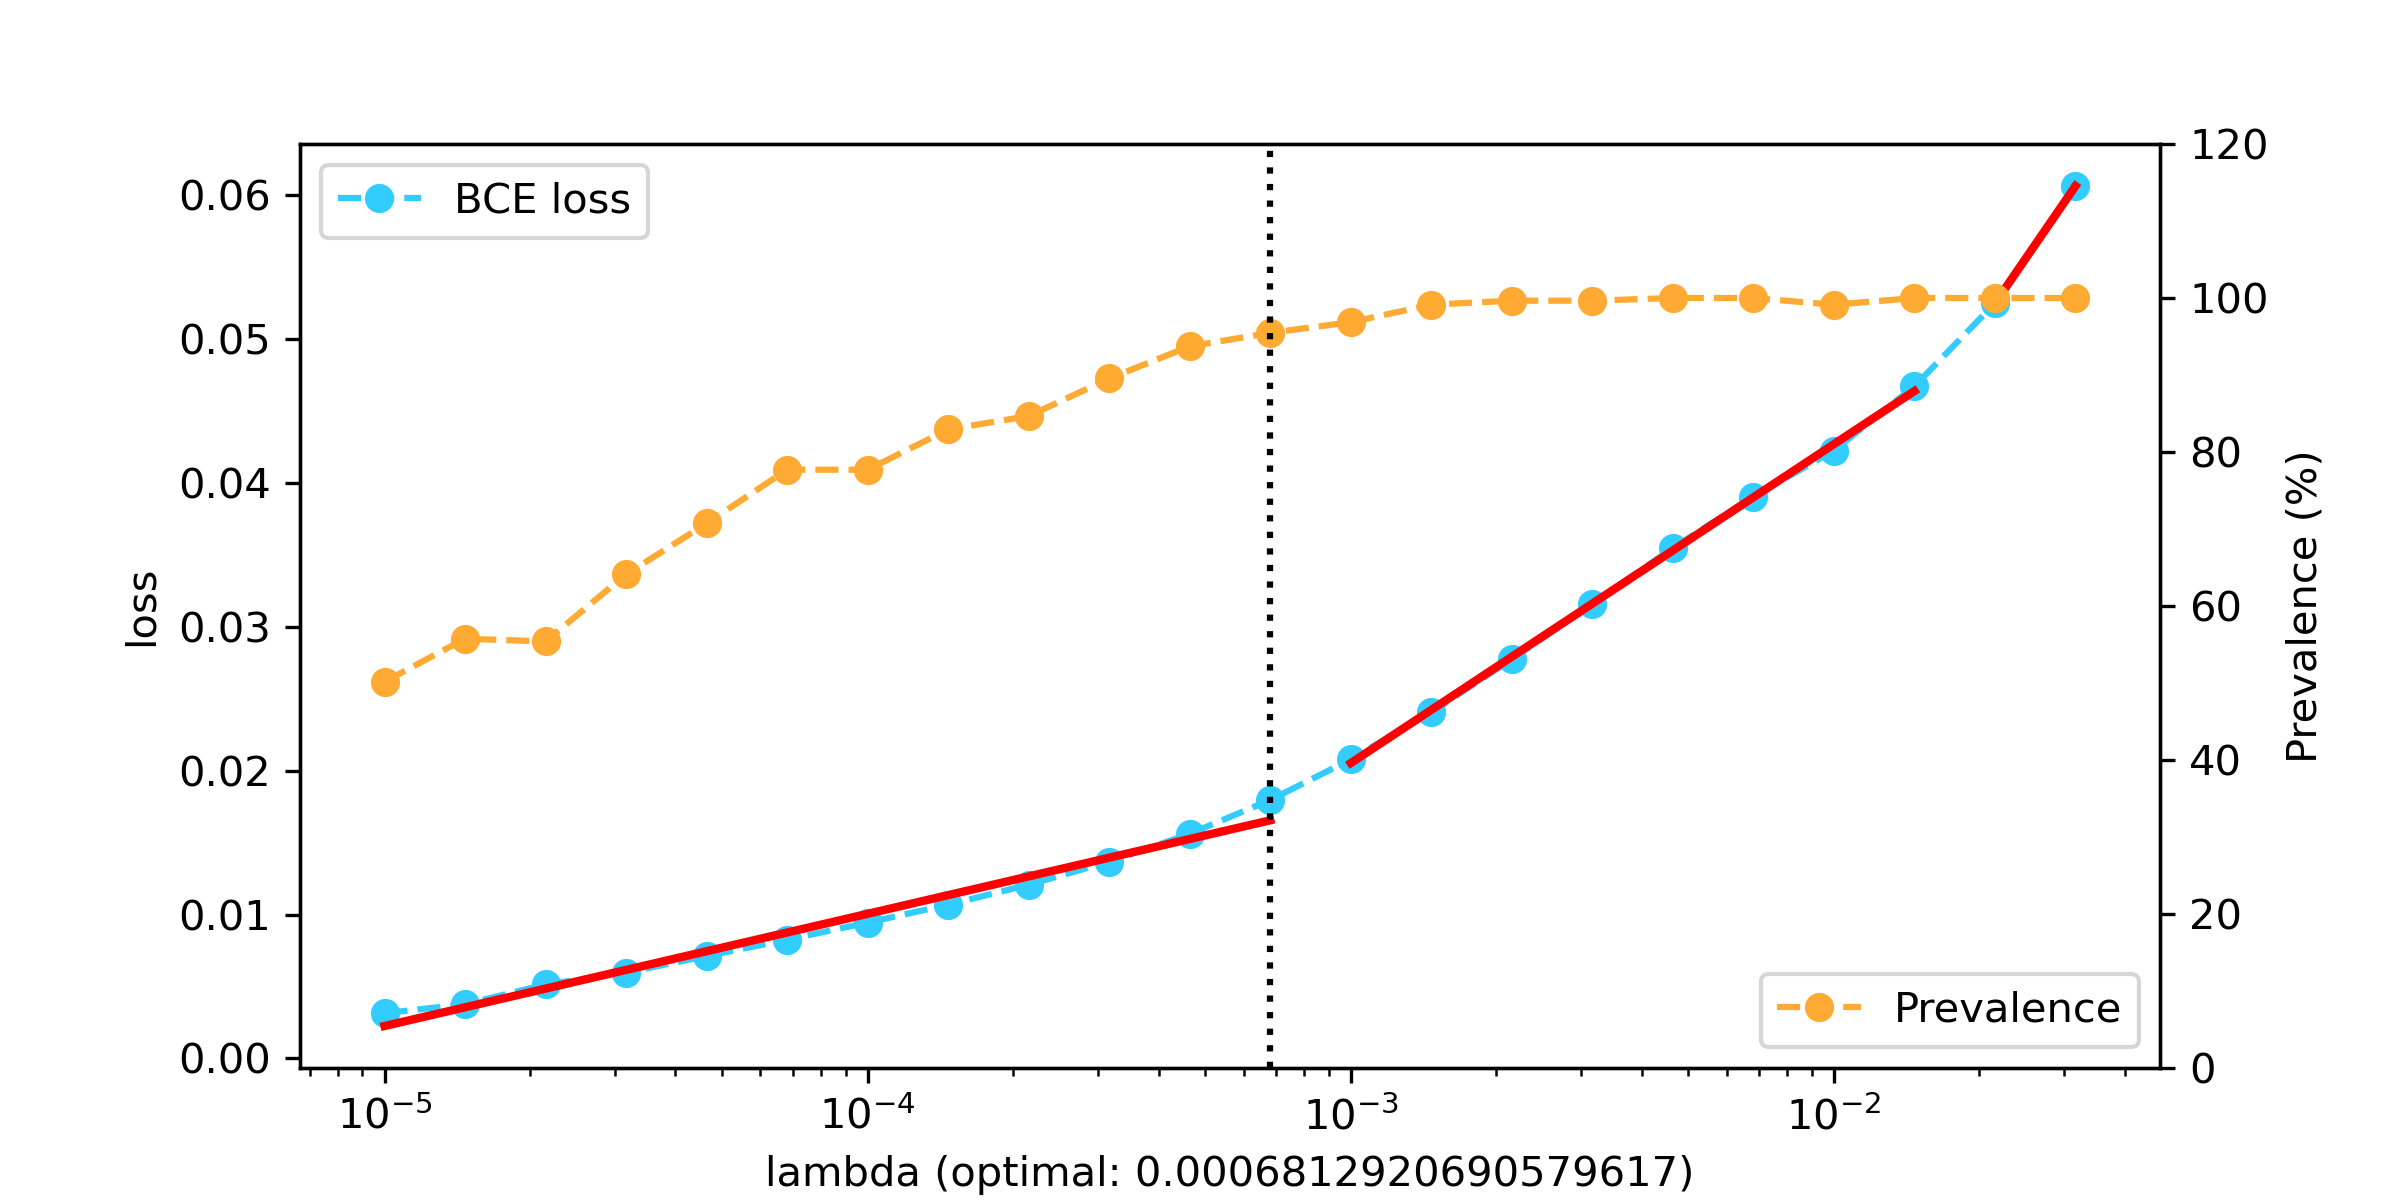 BCE loss
Prevalence
0.06
0.05
0.04
0.03
0.02
0.01
0.00
loss
120
100
80
60
40
20
0
Prevalence (%)
10⁻⁵ 10⁻⁴ 10⁻³ 10⁻²
lambda (optimal: 0.0006812920690579617)